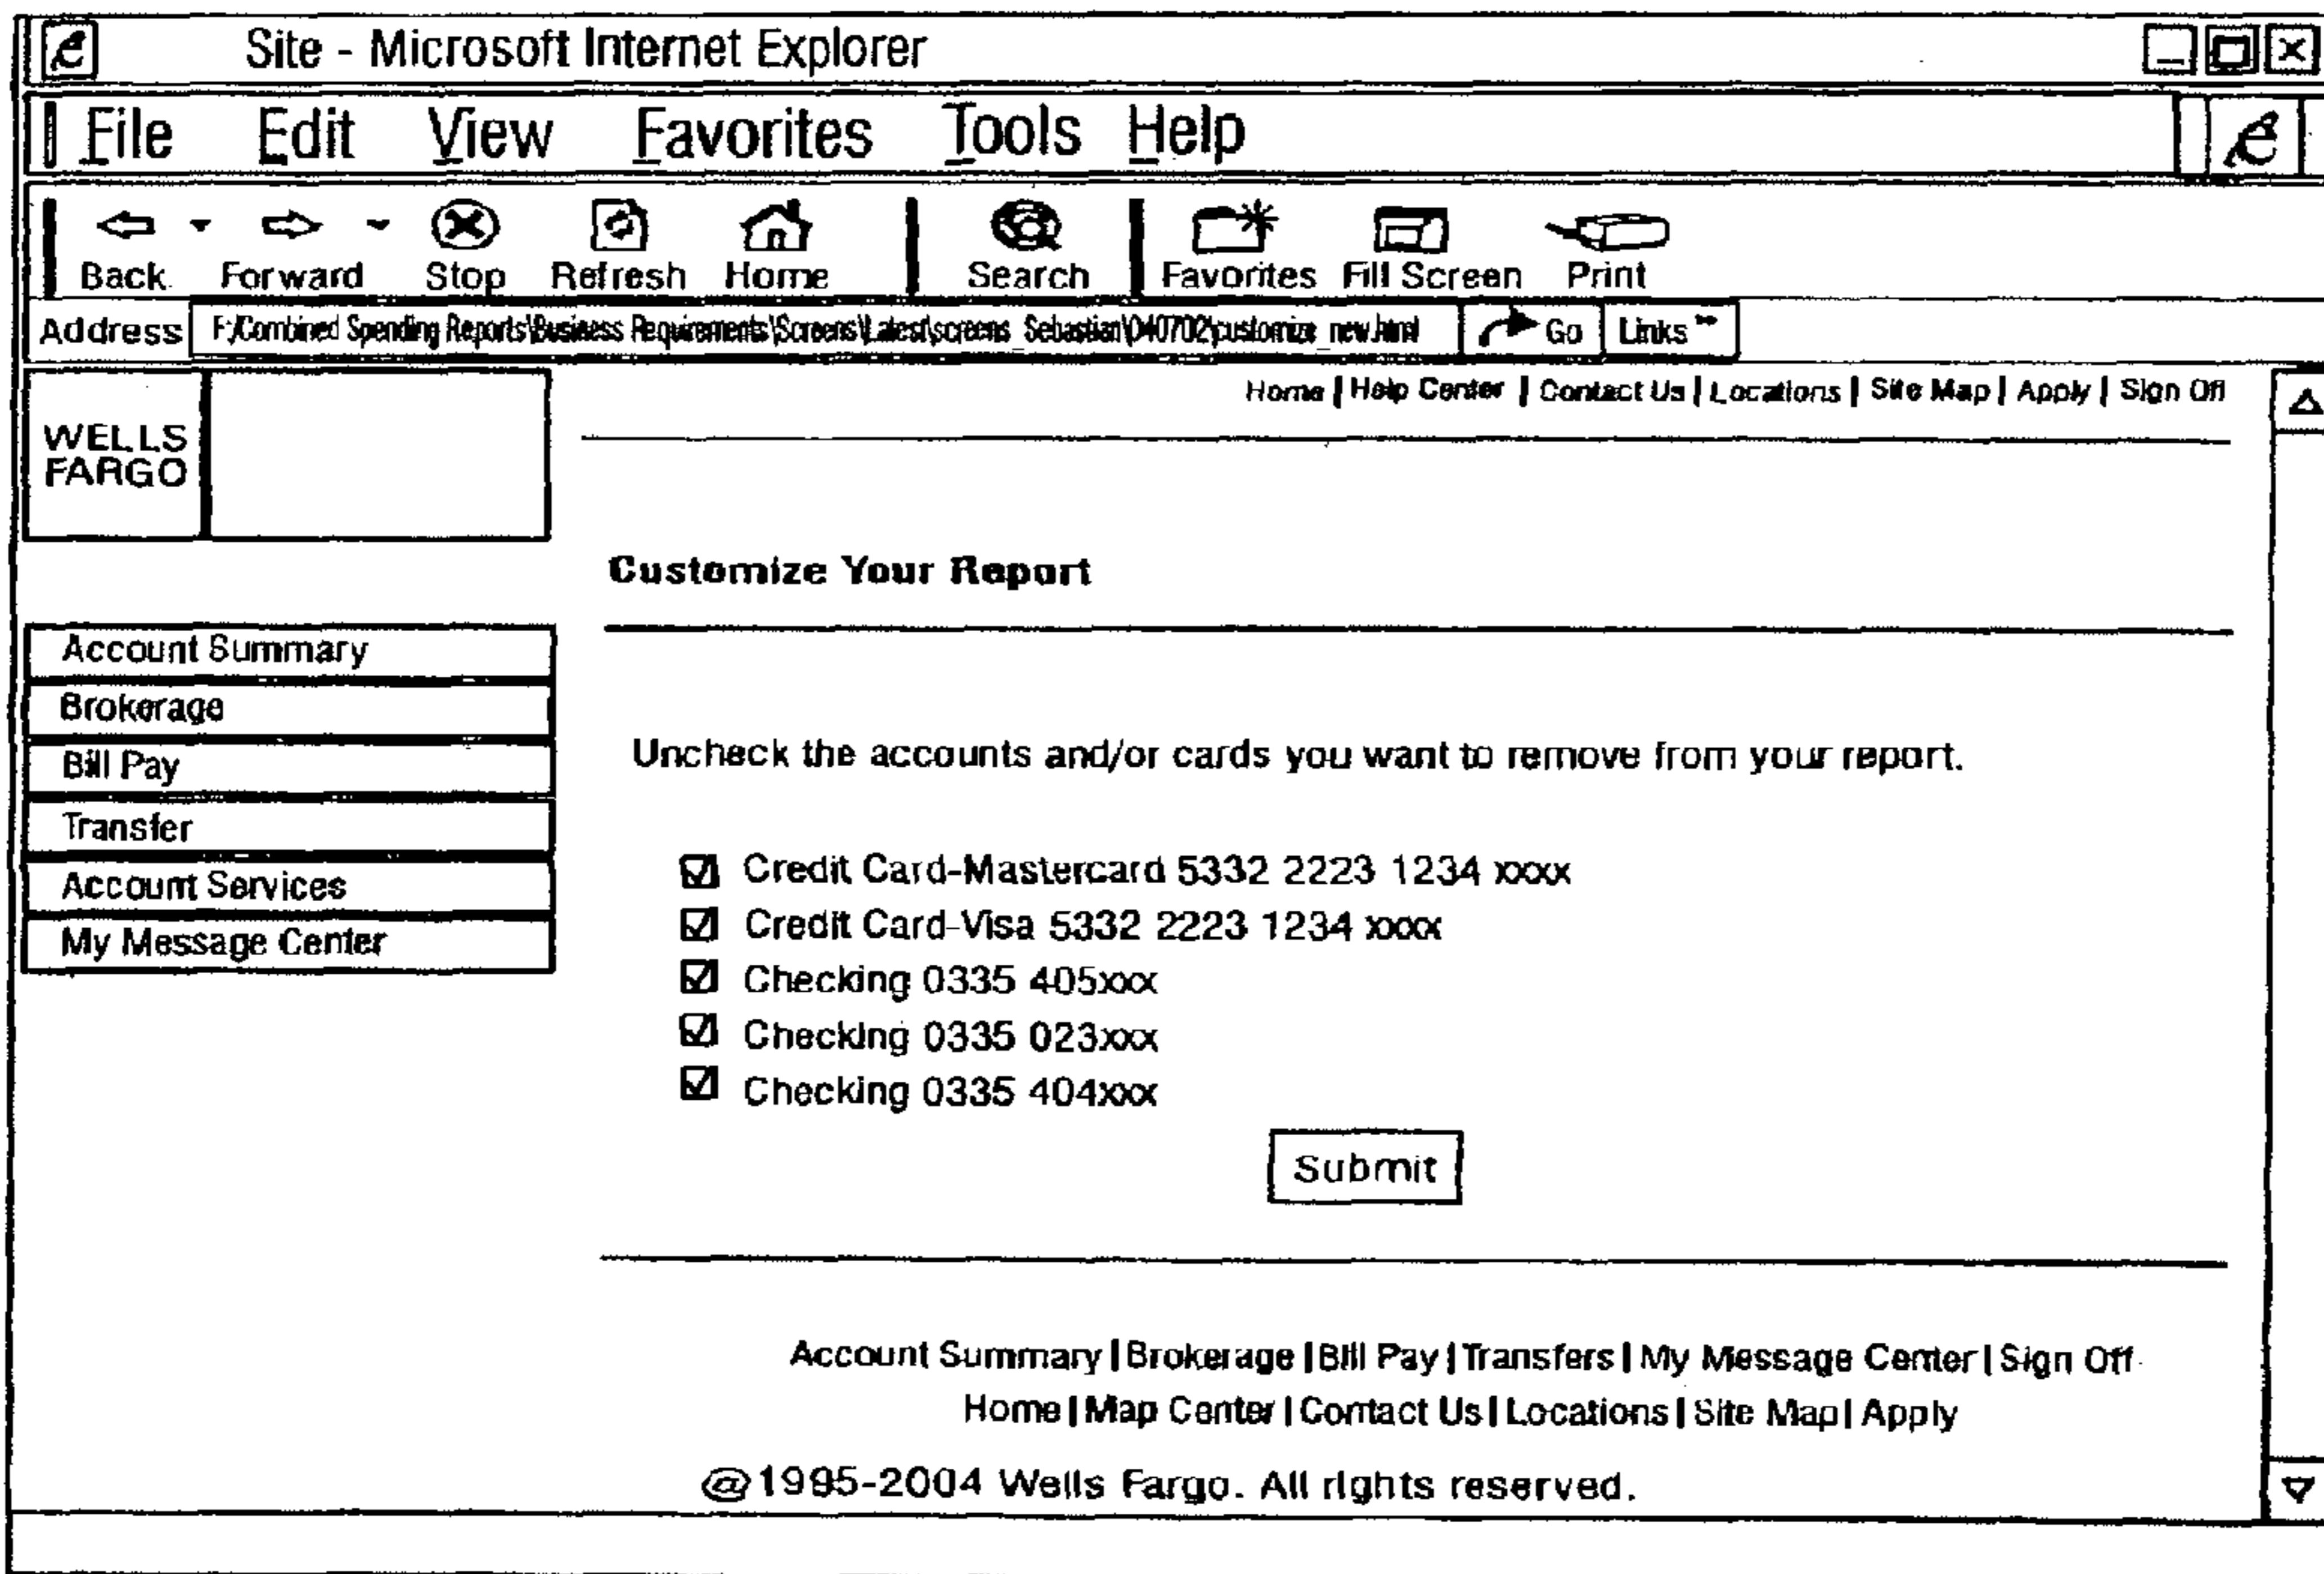 Site - Microsoft Internet Explorer
File Edit View Favorites Tools Help
Back Forward Stop Refresh Home Search Favorites Fill Screen Print
Address F:/Combined Spending Reports\Business Requirements\Screens\Latest\screens_Sebastian\040702\customize_new.html Go Links
Home | Help Center | Contact Us | Locations | Site Map | Apply | Sign Off
WELLS
FARGO
Customize Your Report
Account Summary
Brokerage
Bill Pay
Transfer
Account Services
My Message Center
Uncheck the accounts and/or cards you want to remove from your report.
Credit Card-Mastercard 5332 2223 1234 xxxx
Credit Card-Visa 5332 2223 1234 xxxx
Checking 0335 405xxx
Checking 0335 023xxx
Checking 0335 404xxx
Submit
Account Summary | Brokerage | Bill Pay | Transfers | My Message Center | Sign Off
Home | Map Center | Contact Us | Locations | Site Map | Apply
@1995-2004 Wells Fargo. All rights reserved.